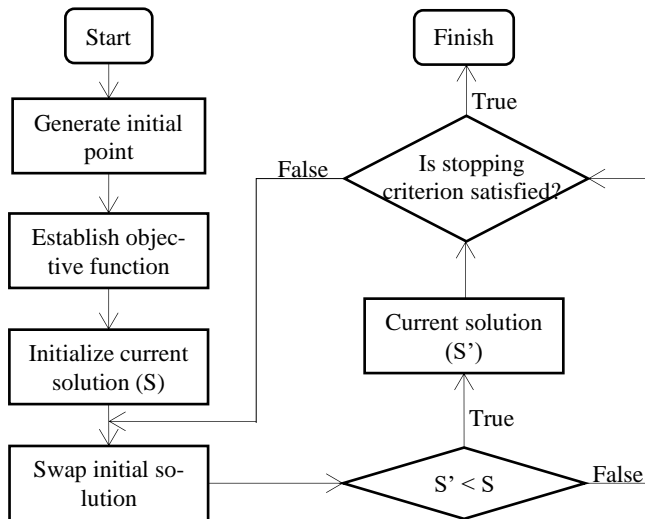 Start
Generate initial
point
Establish objec-
tive function
Initialize current
solution (S)
Swap initial so-
lution
S’ < S
True
False
Current solution
(S’)
Is stopping
criterion satisfied?
False
True
Finish